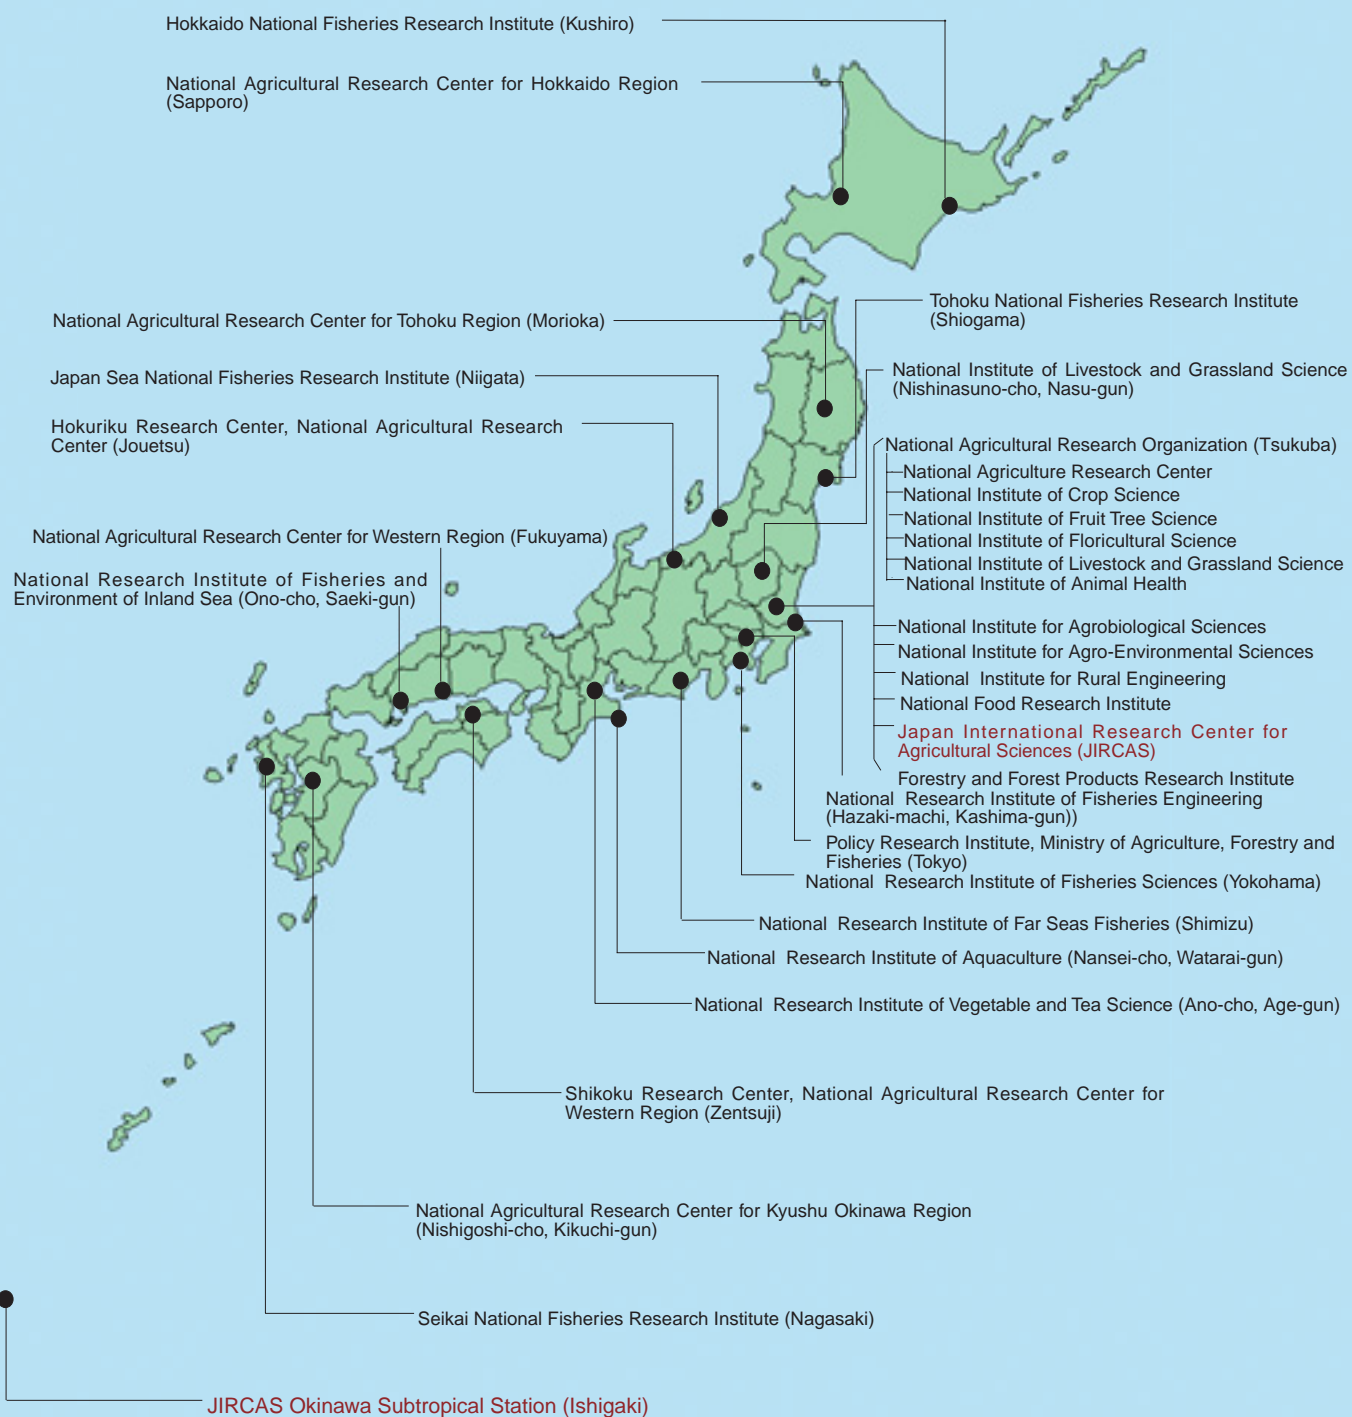 Hokkaido National Fisheries Research Institute (Kushiro)
National Agricultural Research Center for Hokkaido Region
(Sapporo)
Tohoku National Fisheries Research Institute
(Shiogama)
National Agricultural Research Center for Tohoku Region (Morioka)
National Institute of Livestock and Grassland Science
(Nishinasuno-cho, Nasu-gun)
Japan Sea National Fisheries Research Institute (Niigata)
Hokuriku Research Center, National Agricultural Research
Center (Jouetsu)
National Agricultural Research Organization (Tsukuba)
National Agriculture Research Center
National Institute of Crop Science
National Institute of Fruit Tree Science
National Institute of Floricultural Science
National Institute of Livestock and Grassland Science
National Institute of Animal Health
National Agricultural Research Center for Western Region (Fukuyama)
National Research Institute of Fisheries and
Environment of Inland Sea (Ono-cho, Saeki-gun)
National Institute for Agrobiological Sciences
National Institute for Agro-Environmental Sciences
National Institute for Rural Engineering
National Food Research Institute
Japan International Research Center for
Agricultural Sciences (JIRCAS)
Forestry and Forest Products Research Institute
National Research Institute of Fisheries Engineering
(Hazaki-machi, Kashima-gun))
Policy Research Institute, Ministry of Agriculture, Forestry and
Fisheries (Tokyo)
National Research Institute of Fisheries Sciences (Yokohama)
National Research Institute of Far Seas Fisheries (Shimizu)
National Research Institute of Aquaculture (Nansei-cho, Watarai-gun)
National Research Institute of Vegetable and Tea Science (Ano-cho, Age-gun)
Shikoku Research Center, National Agricultural Research Center for
Western Region (Zentsuji)
National Agricultural Research Center for Kyushu Okinawa Region
(Nishigoshi-cho, Kikuchi-gun)
Seikai National Fisheries Research Institute (Nagasaki)
JIRCAS Okinawa Subtropical Station (Ishigaki)